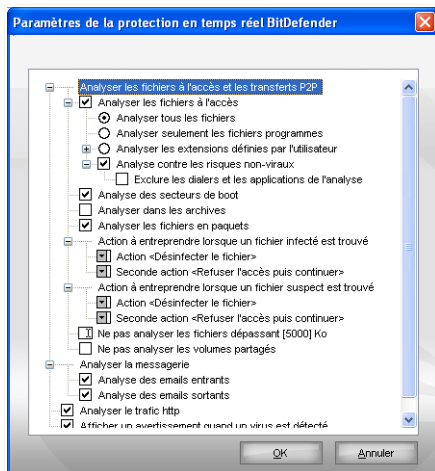 Paramètres de la protection en temps réel BitDefender
Analyser les fichiers à l'accès et les transferts P2P
Analyser les fichiers à l'accès
Analyser tous les fichiers
Analyser seulement les fichiers programmes
Analyser les extensions définies par l'utilisateur
Analyse contre les risques non-viraux
Exclure les dialers et les applications de l'analyse
Analyse des secteurs de boot
Analyser dans les archives
Analyser les fichiers en paquets
Action à entreprendre lorsque un fichier infecté est trouvé
Action <Désinfecter le fichier>
Seconde action <Refuser l'accès puis continuer>
Action à entreprendre lorsque un fichier suspect est trouvé
Action <Désinfecter le fichier>
Seconde action <Refuser l'accès puis continuer>
Ne pas analyser les fichiers dépassant [5000] Ko
Ne pas analyser les volumes partagés
Analyser la messagerie
Analyse des emails entrants
Analyse des emails sortants
Analyser le trafic http
Afficher un avertissement quand un virus est détecté
OK
Annuler